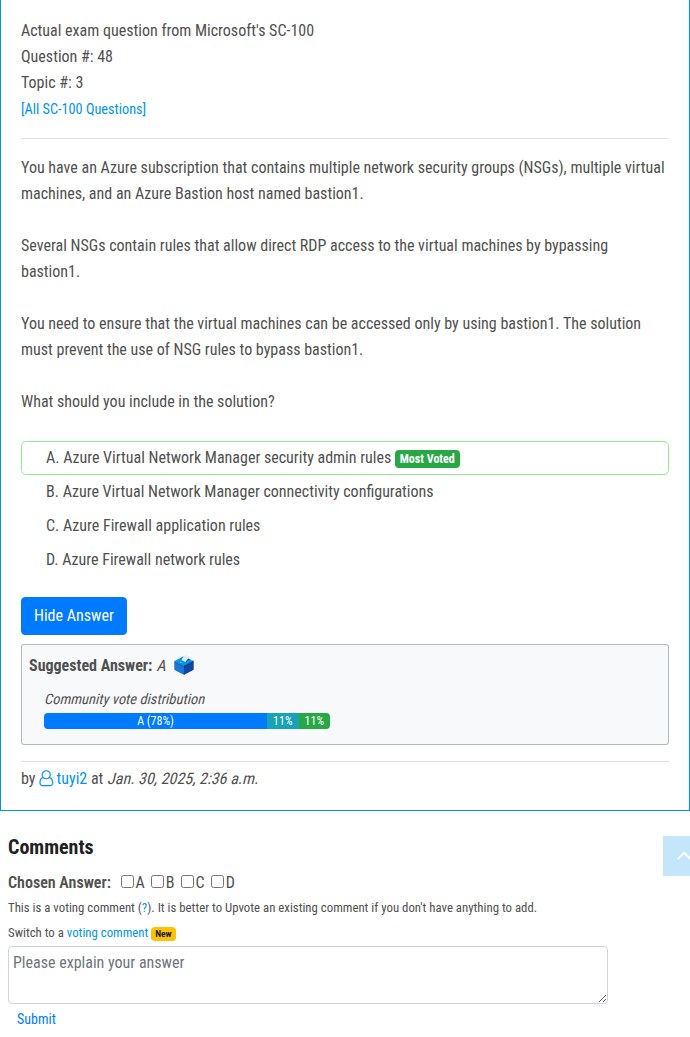 Actual exam question from Microsoft's SC-100
Question #: 48
Topic #: 3
[All SC-100 Questions]
You have an Azure subscription that contains multiple network security groups (NSGs), multiple virtual
machines, and an Azure Bastion host named bastion1.
Several NSGs contain rules that allow direct RDP access to the virtual machines by bypassing
bastion1.
You need to ensure that the virtual machines can be accessed only by using bastion1. The solution
must prevent the use of NSG rules to bypass bastion1.
What should you include in the solution?
A. Azure Virtual Network Manager security admin rules Most Voted
B. Azure Virtual Network Manager connectivity configurations
C. Azure Firewall application rules
D. Azure Firewall network rules
Hide Answer
Suggested Answer: A
Community vote distribution
A (78%) 11% 11%
by tuyi2 at Jan. 30, 2025, 2:36 a.m.
Comments
Chosen Answer: A B C D
This is a voting comment (?). It is better to Upvote an existing comment if you don't have anything to add.
Switch to a voting comment New
Please explain your answer
Submit